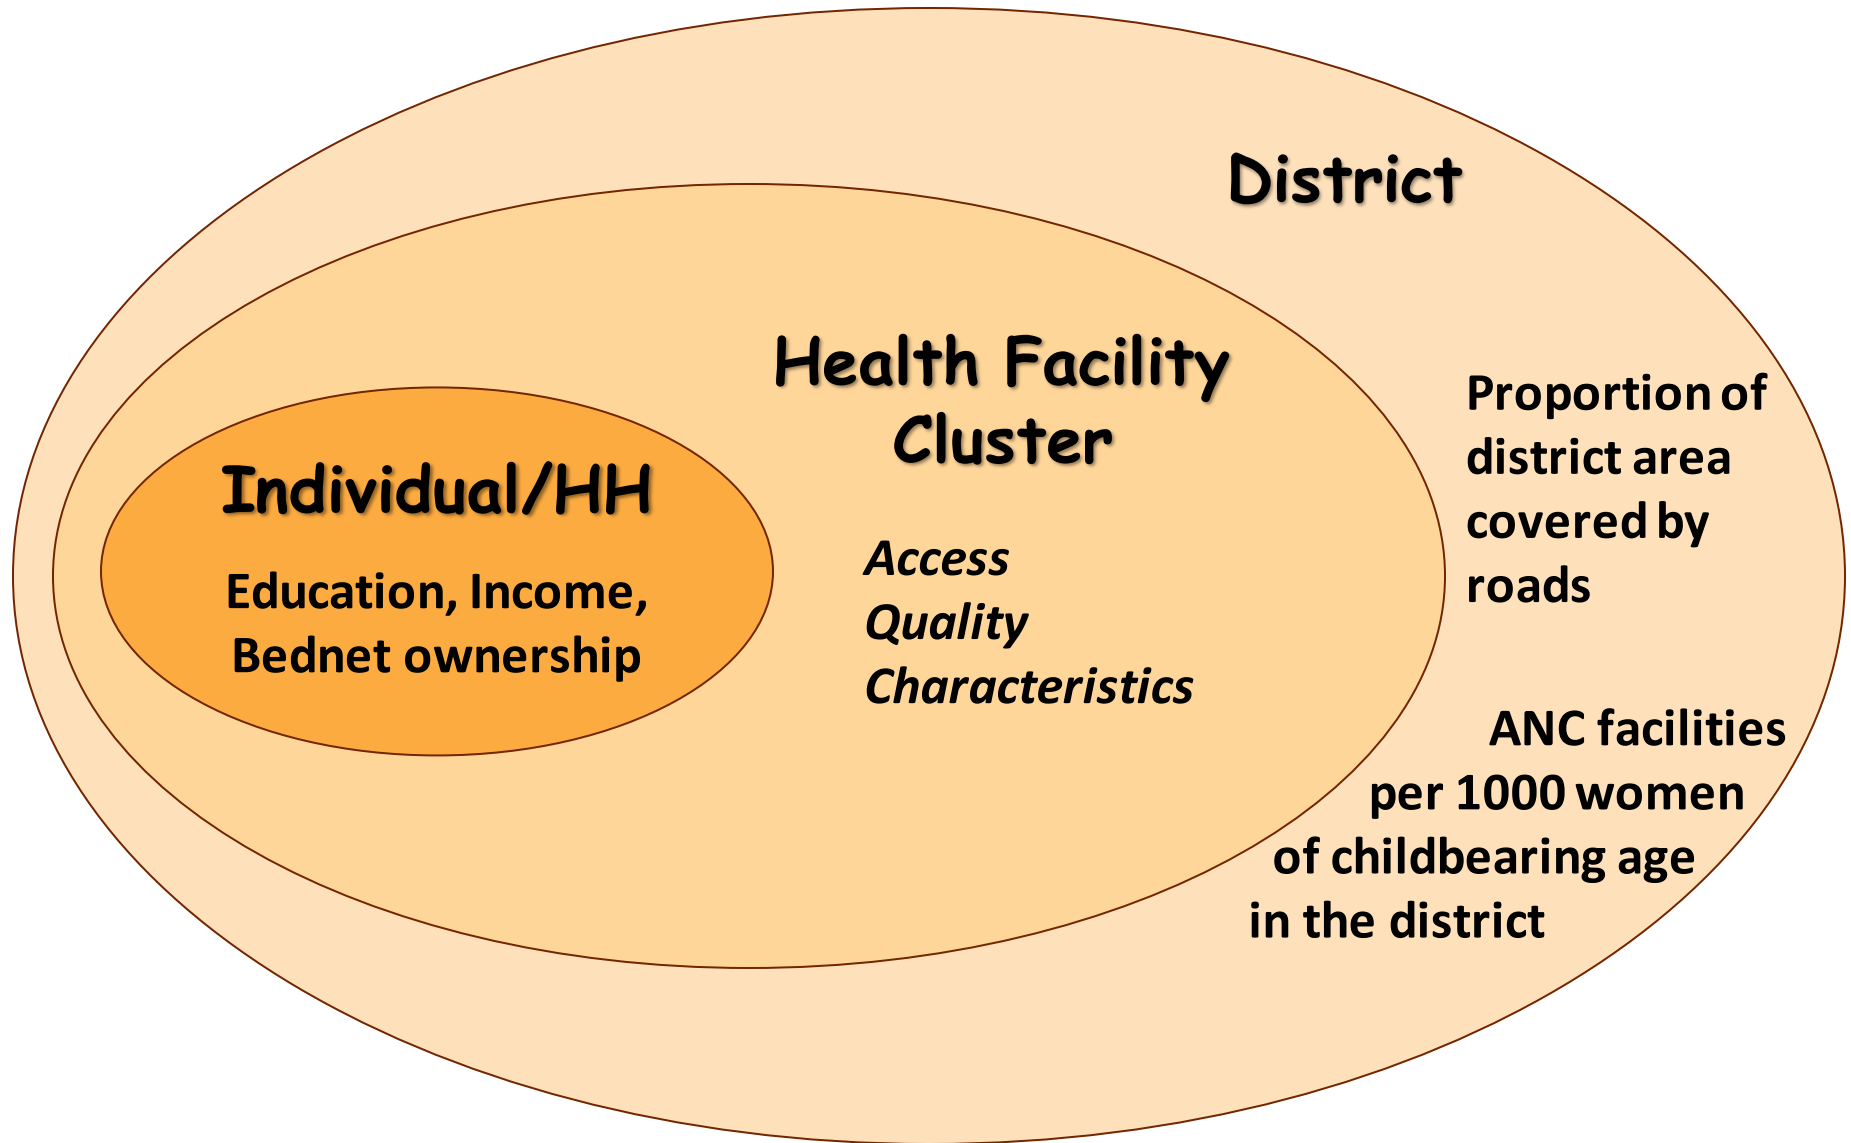 District
Health Facility
Cluster
Individual/HH
Education, Income,
Bednet ownership
Access
Quality
Characteristics
Proportion of
district area
covered by
roads
ANC facilities
per 1000 women
of childbearing age
in the district